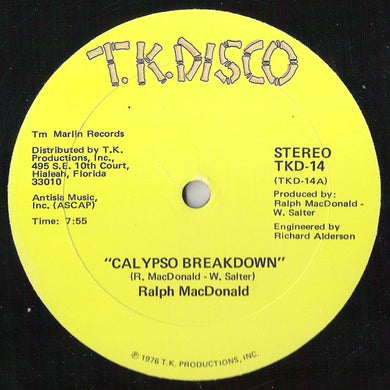 T.K.DISCO
Tm Marlin Records
Distributed by T.K.
Productions, Inc.,
495 S.E. 10th Court,
Hialeah, Florida
33010
Antisia Music,
Inc. (ASCAP)
Time: 7:55
STEREO
TKD-14
(TKD-14A)
Produced by:
Ralph MacDonald -
W. Salter
Engineered by
Richard Alderson
"CALYPSO BREAKDOWN"
(R. MacDonald - W. Salter)
Ralph MacDonald
℗ 1976 T.K. PRODUCTIONS, INC.